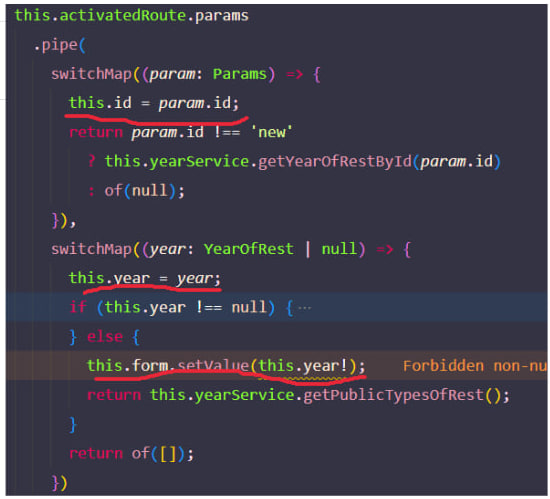 this.activatedRoute.params
.pipe(
switchMap((param: Params) => {
this.id = param.id;
return param.id !== 'new'
? this.yearService.getYearOfRestById(param.id)
: of(null);
}),
switchMap((year: YearOfRest | null) => {
this.year = year;
if (this.year !== null) { ⋯
} else {
this.form.setValue(this.year!); Forbidden non-nu
return this.yearService.getPublicTypesOfRest();
}
return of([]);
})